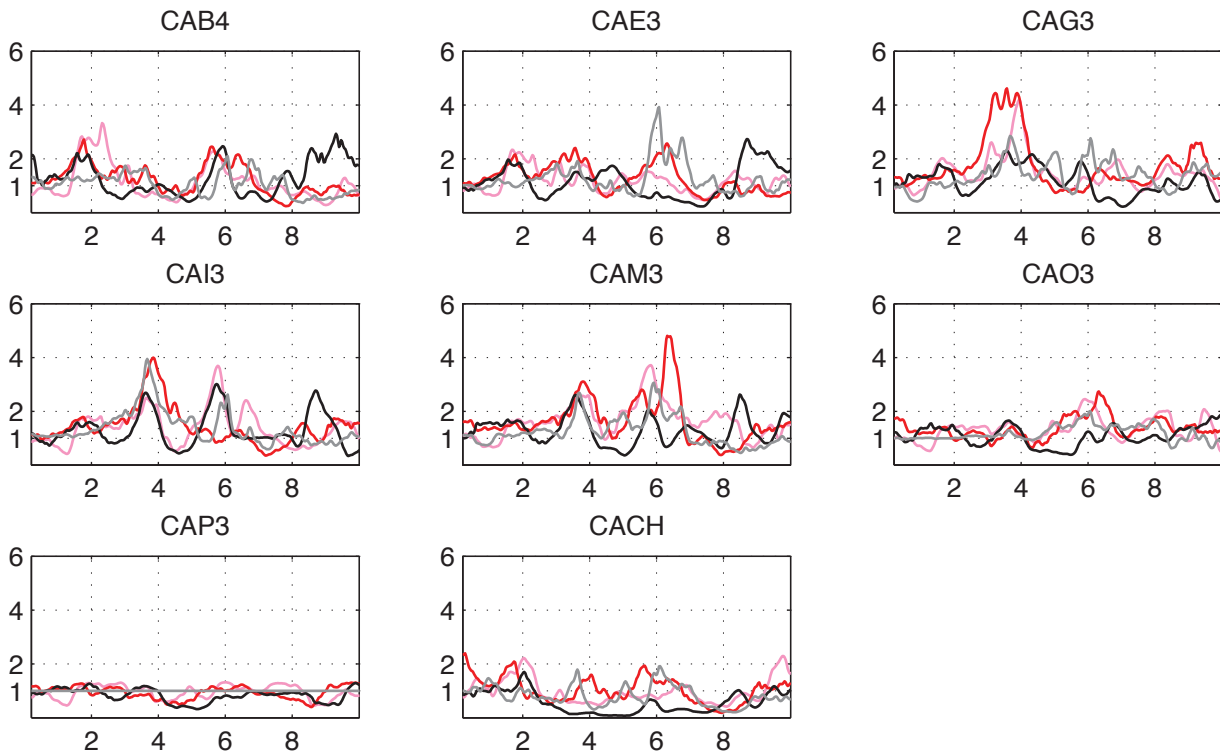 CAB4 CAE3 CAG3
6 6 6
4 4 4
2 2 2
1 1 1
2 4 6 8 2 4 6 8 2 4 6 8
CAI3 CAM3 CAO3
6 6 6
4 4 4
2 2 2
1 1 1
2 4 6 8 2 4 6 8 2 4 6 8
CAP3 CACH
6 6
4 4
2 2
1 1
2 4 6 8 2 4 6 8